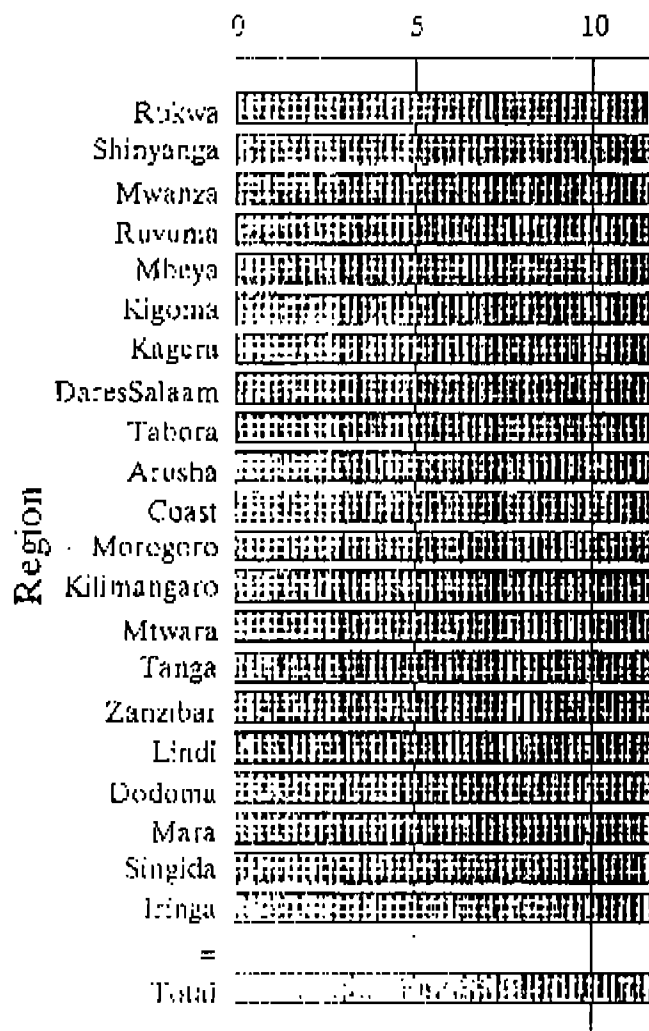 0 5 10
Rukwa
Shinyanga
Mwanza
Ruvuma
Mbeya
Kigoma
Kagera
DaresSalaam
Tabora
Arusha
Coast
Morogoro
Kilimangaro
Mtwara
Tanga
Zanzibar
Lindi
Dodoma
Mara
Singida
Iringa
=
Total
Region